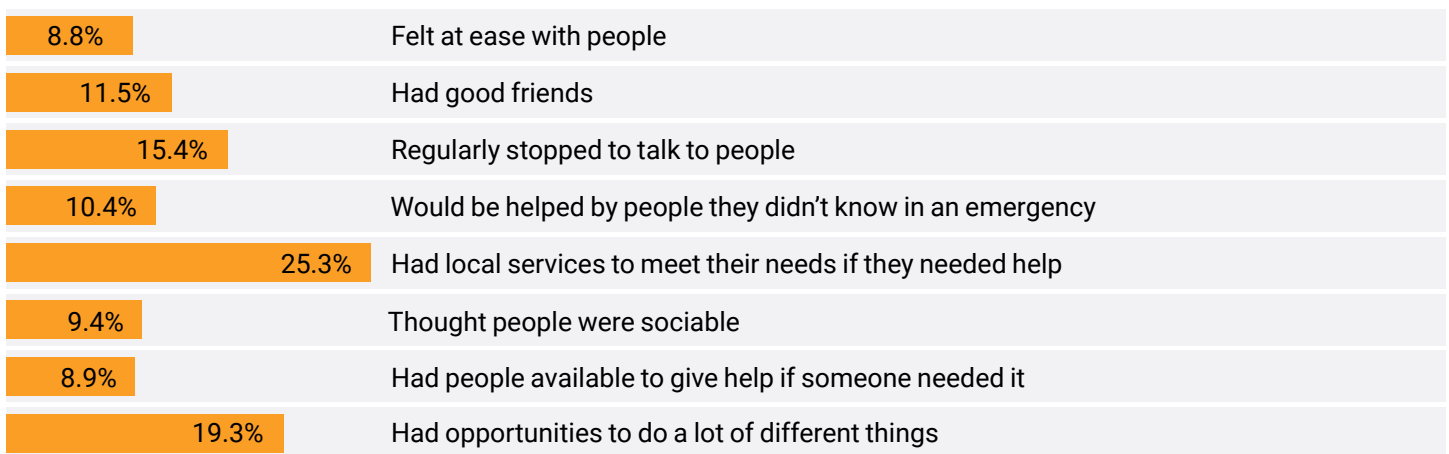 8.8% Felt at ease with people
11.5% Had good friends
15.4% Regularly stopped to talk to people
10.4% Would be helped by people they didn’t know in an emergency
25.3% Had local services to meet their needs if they needed help
9.4% Thought people were sociable
8.9% Had people available to give help if someone needed it
19.3% Had opportunities to do a lot of different things